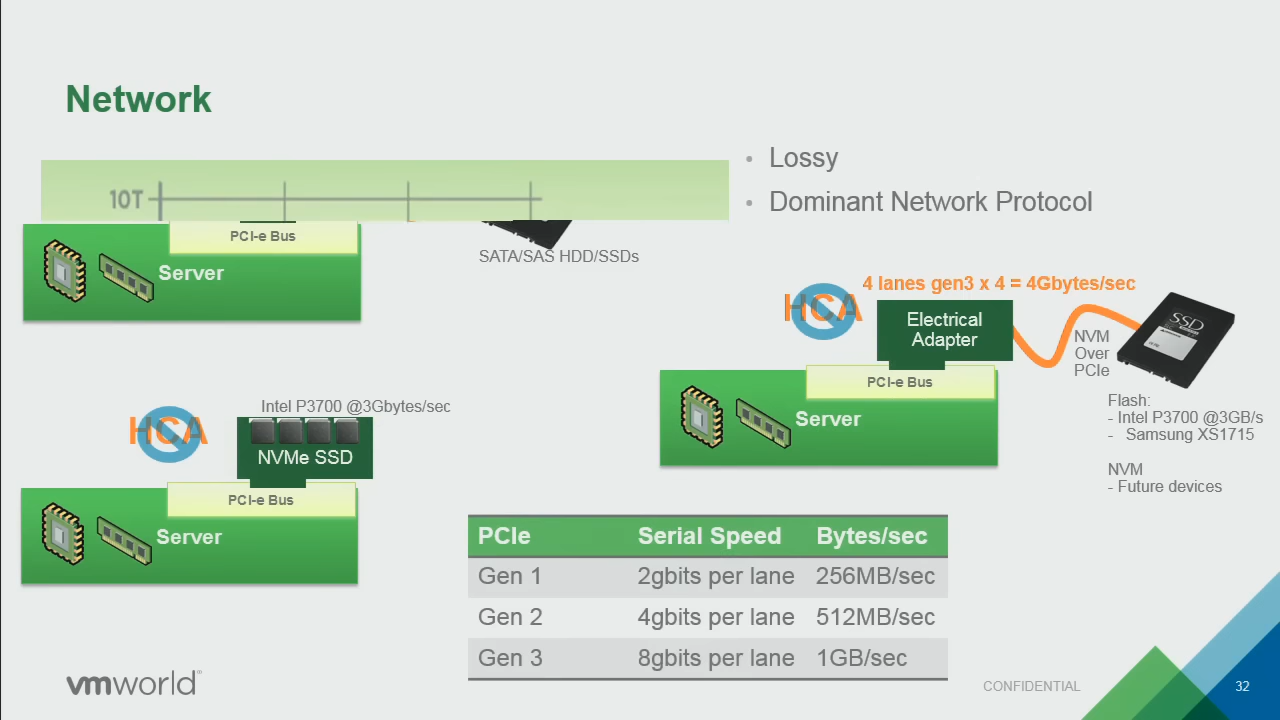 Network
10T
• Lossy
• Dominant Network Protocol
PCI-e Bus
Server
SATA/SAS HDD/SSDs
4 lanes gen3 x 4 = 4Gbytes/sec
HCA
Electrical
Adapter
NVM
Over
PCIe
SSD
PCI-e Bus
Server
Flash:
- Intel P3700 @3GB/s
- Samsung XS1715
NVM
- Future devices
Intel P3700 @3Gbytes/sec
HCA
NVMe SSD
PCI-e Bus
Server
PCIe Serial Speed Bytes/sec
Gen 1 2gbits per lane 256MB/sec
Gen 2 4gbits per lane 512MB/sec
Gen 3 8gbits per lane 1GB/sec
vmworld
CONFIDENTIAL
32